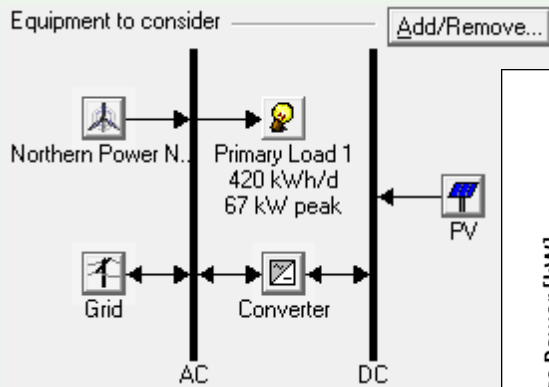 Equipment to consider
Add/Remove...
Northern Power N..
Primary Load 1
420 kWh/d
67 kW peak
PV
Grid
Converter
AC
DC